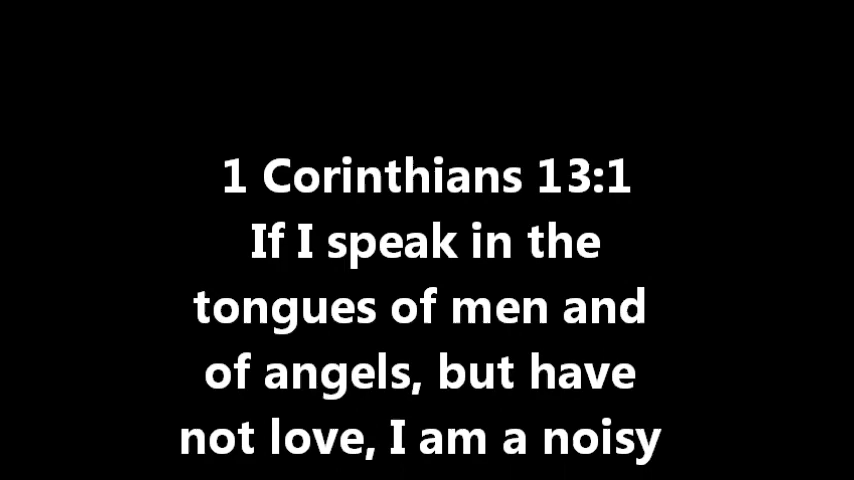 1 Corinthians 13:1
If I speak in the
tongues of men and
of angels, but have
not love, I am a noisy